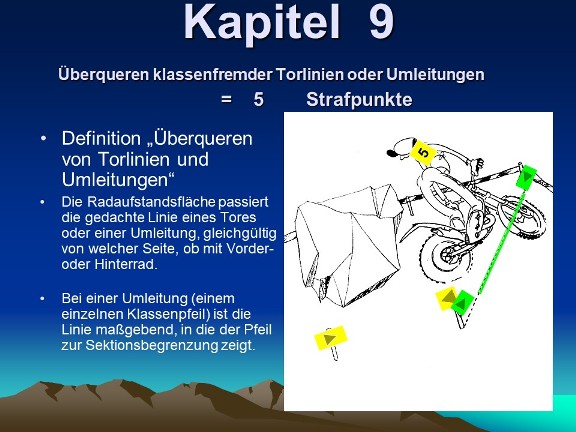 Kapitel 9
Überqueren klassenfremder Torlinien oder Umleitungen
= 5 Strafpunkte
• Definition „Überqueren
von Torlinien und
Umleitungen“
• Die Radaufstandsfläche passiert
die gedachte Linie eines Tores
oder einer Umleitung, gleichgültig
von welcher Seite, ob mit Vorder-
oder Hinterrad.
• Bei einer Umleitung (einem
einzelnen Klassenpfeil) ist die
Linie maßgebend, in die der Pfeil
zur Sektionsbegrenzung zeigt.
5